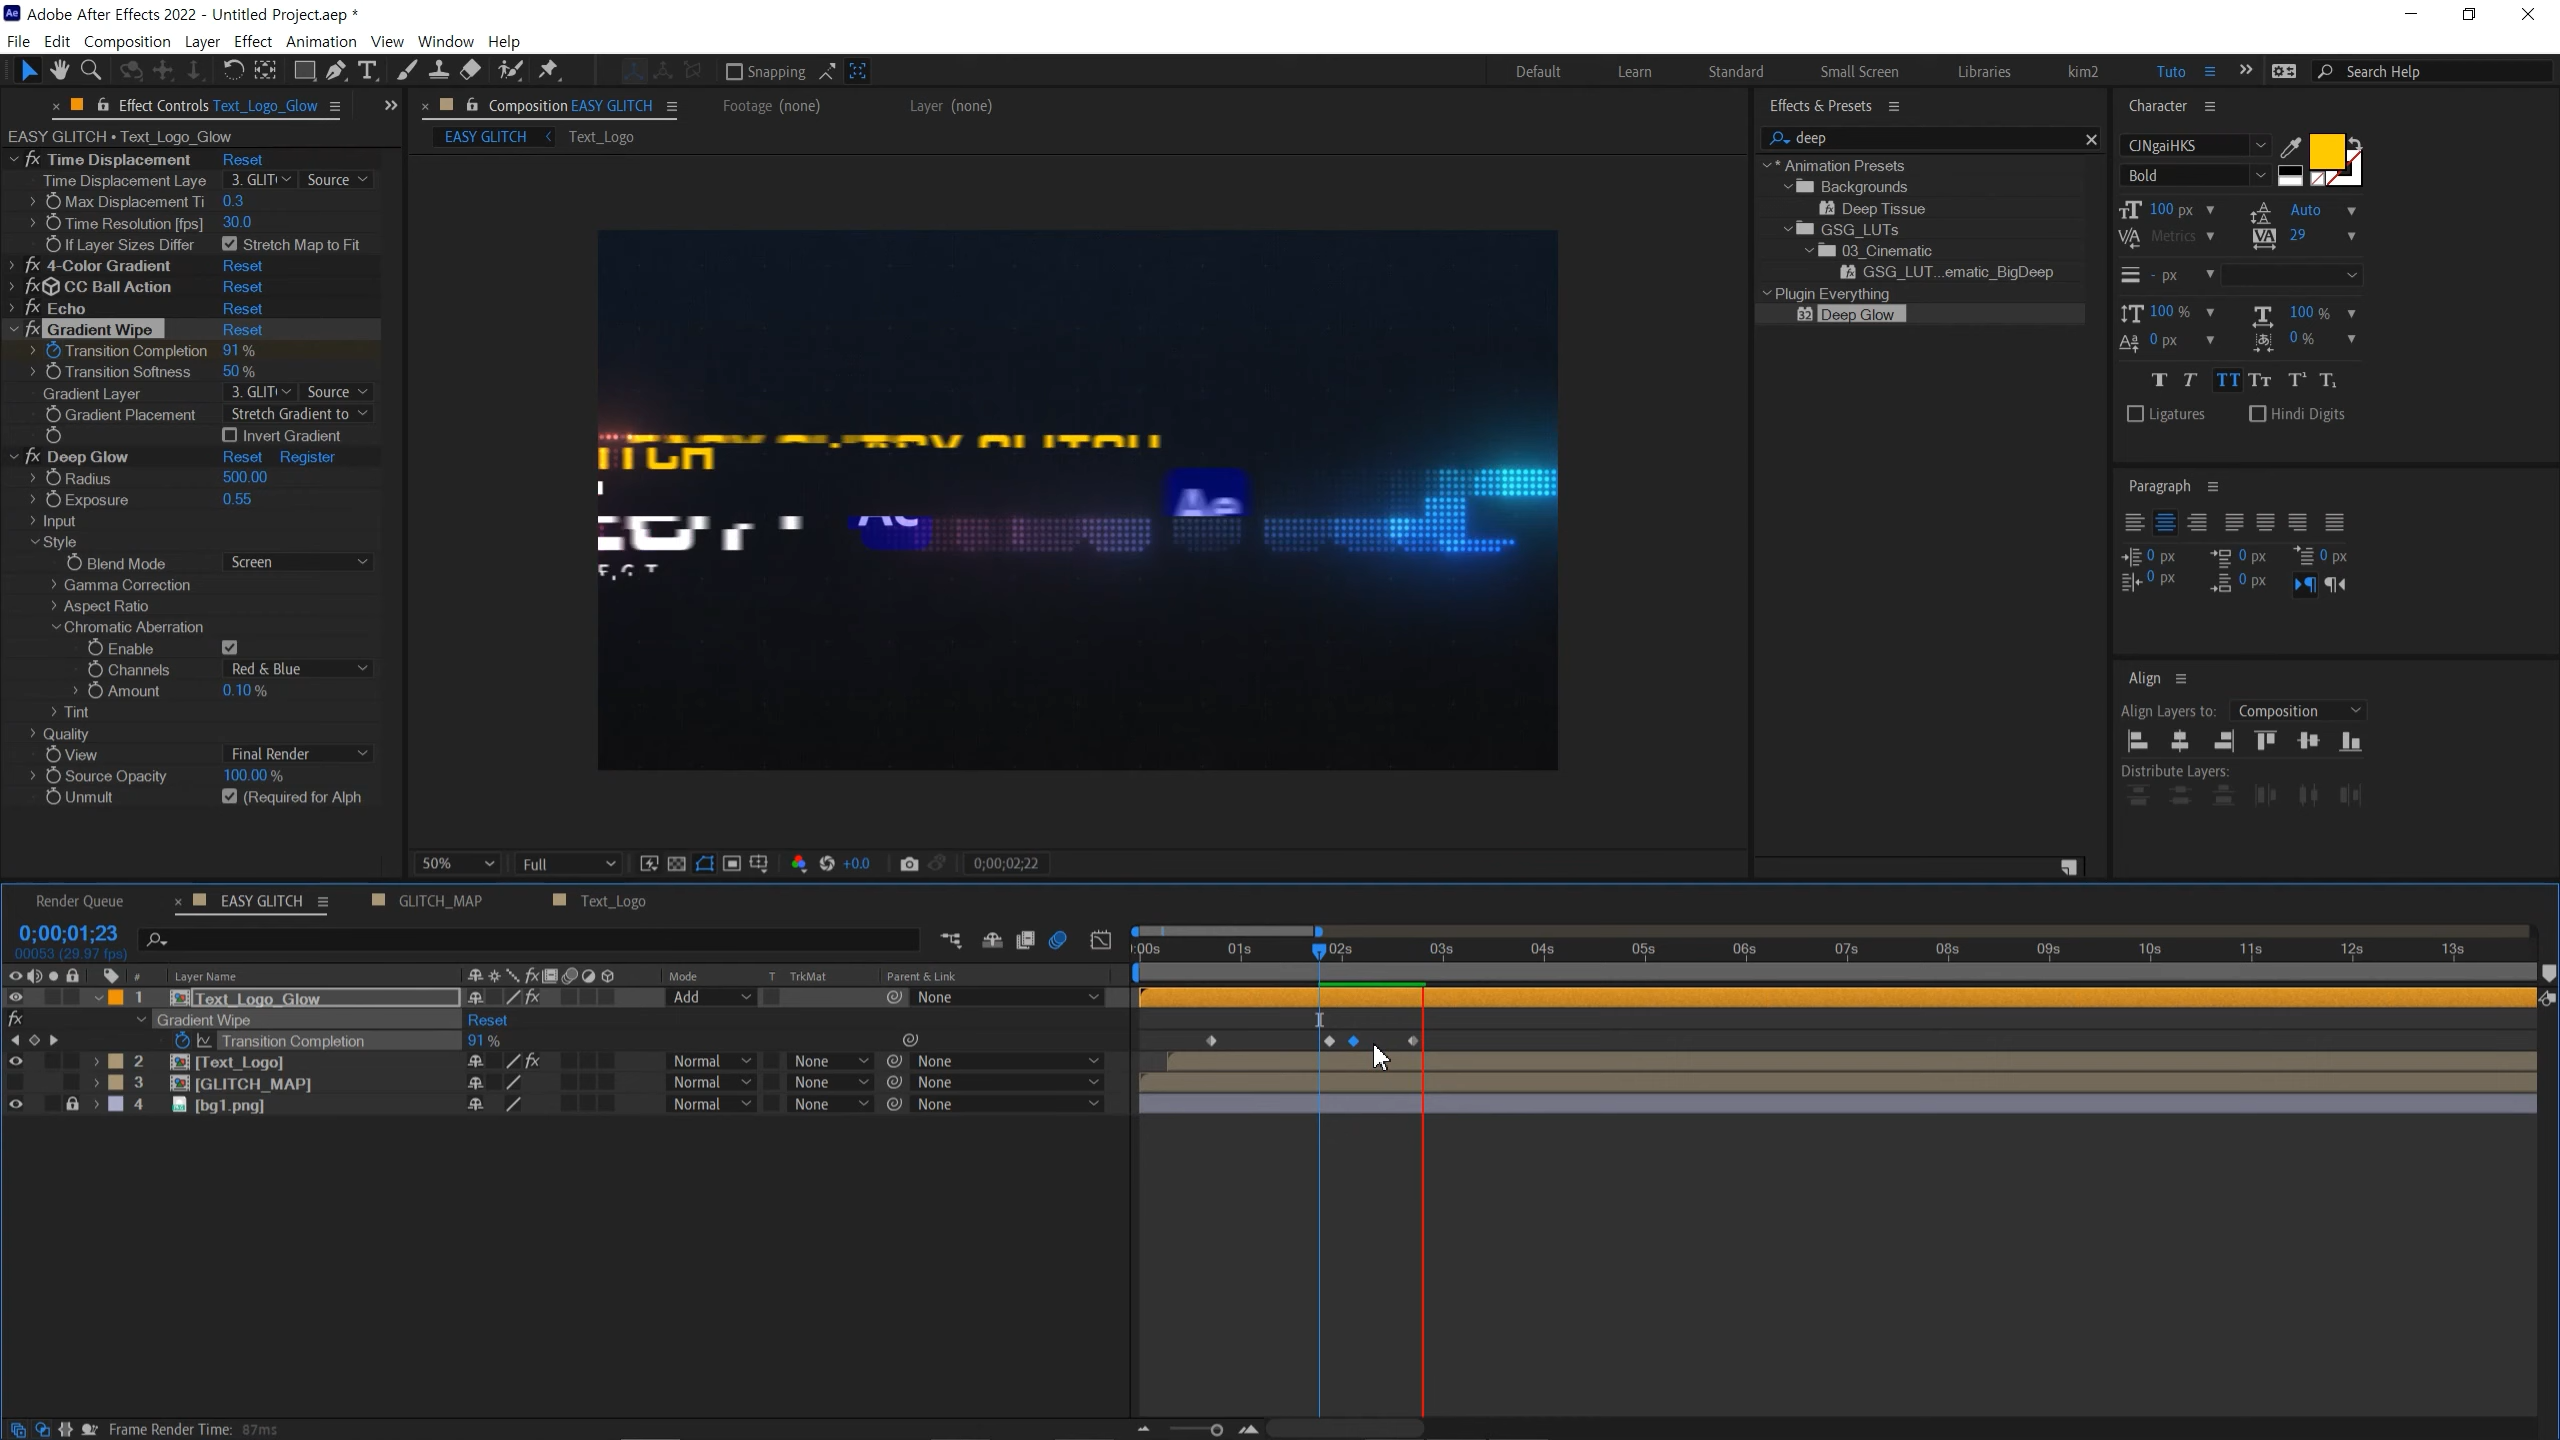 Ae Adobe After Effects 2022 - Untitled Project.aep *
File Edit Composition Layer Effect Animation View Window Help
Snapping Default Learn Standard Small Screen Libraries kim2 Tuto Search Help
Effect Controls Text_Logo_Glow
EASY GLITCH • Text_Logo_Glow
fx Time Displacement Reset
Time Displacement Laye 3. GLIT Source
Max Displacement Ti 0.3
Time Resolution [fps] 30.0
If Layer Sizes Differ Stretch Map to Fit
fx 4-Color Gradient Reset
fx CC Ball Action Reset
fx Echo Reset
fx Gradient Wipe Reset
Transition Completion 91 %
Transition Softness 50 %
Gradient Layer 3. GLIT Source
Gradient Placement Stretch Gradient to
Invert Gradient
fx Deep Glow Reset Register
Radius 500.00
Exposure 0.55
Input
Style
Blend Mode Screen
Gamma Correction
Aspect Ratio
Chromatic Aberration
Enable
Channels Red & Blue
Amount 0.10 %
Tint
Quality
View Final Render
Source Opacity 100.00 %
Unmult (Required for Alph
Composition EASY GLITCH Footage (none) Layer (none)
EASY GLITCH Text_Logo
Ae
50% Full +0.0 0;00;02;22
Effects & Presets
deep
* Animation Presets
Backgrounds
Deep Tissue
GSG_LUTs
03_Cinematic
GSG_LUT...ematic_BigDeep
Plugin Everything
32 Deep Glow
Character
CJNgaiHKS
Bold
100 px Auto
Metrics 29
- px
100 % 100 %
0 px 0 %
Ligatures Hindi Digits
Paragraph
0 px 0 px 0 px
0 px 0 px
Align
Align Layers to: Composition
Distribute Layers:
Render Queue EASY GLITCH GLITCH_MAP Text_Logo
0;00;01;23
00053 (29.97 fps)
# Layer Name Mode T TrkMat Parent & Link
:00s 01s 02s 03s 04s 05s 06s 07s 08s 09s 10s 11s 12s 13s
1 Text_Logo_Glow fx Add None
fx Gradient Wipe Reset
Transition Completion 91 %
2 [Text_Logo] fx Normal None None
3 [GLITCH_MAP] Normal None None
4 [bg1.png] Normal None None
Frame Render Time: 87ms